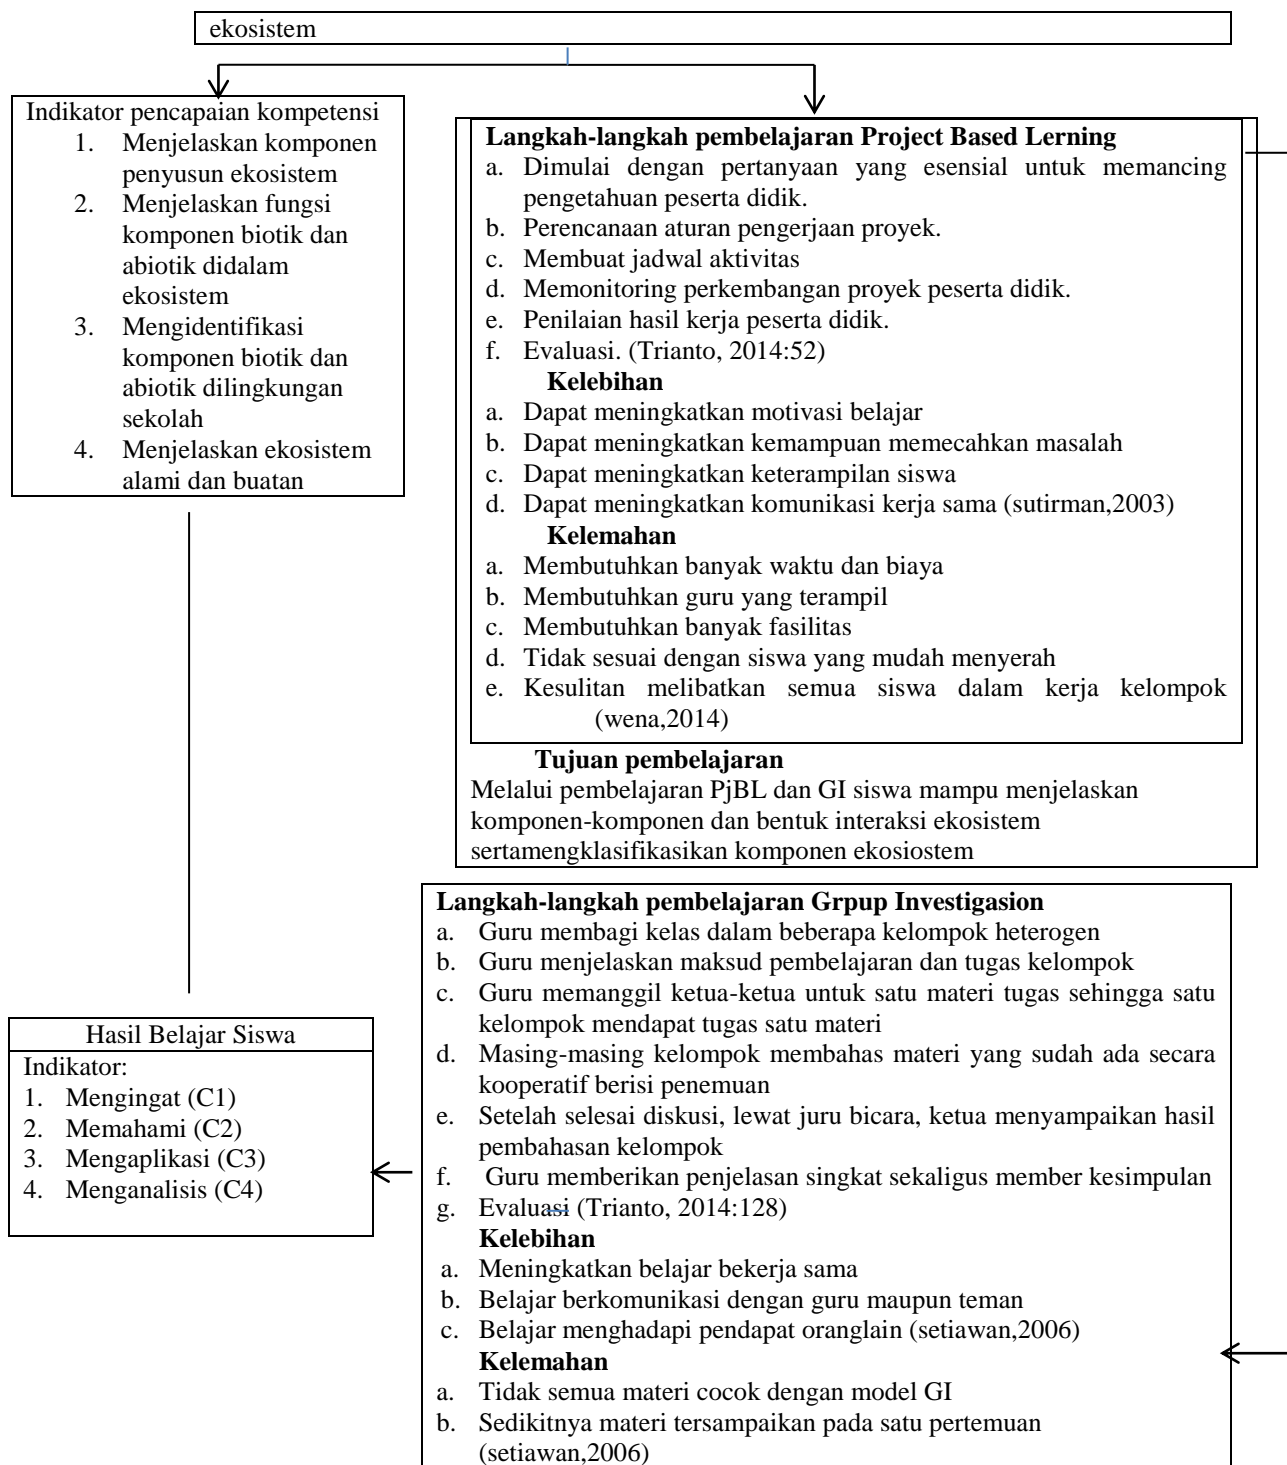 ekosistem
Indikator pencapaian kompetensi
1. Menjelaskan komponen
penyusun ekosistem
2. Menjelaskan fungsi
komponen biotik dan
abiotik didalam
ekosistem
3. Mengidentifikasi
komponen biotik dan
abiotik dilingkungan
sekolah
4. Menjelaskan ekosistem
alami dan buatan
Langkah-langkah pembelajaran Project Based Lerning
a. Dimulai dengan pertanyaan yang esensial untuk memancing
pengetahuan peserta didik.
b. Perencanaan aturan pengerjaan proyek.
c. Membuat jadwal aktivitas
d. Memonitoring perkembangan proyek peserta didik.
e. Penilaian hasil kerja peserta didik.
f. Evaluasi. (Trianto, 2014:52)
Kelebihan
a. Dapat meningkatkan motivasi belajar
b. Dapat meningkatkan kemampuan memecahkan masalah
c. Dapat meningkatkan keterampilan siswa
d. Dapat meningkatkan komunikasi kerja sama (sutirman,2003)
Kelemahan
a. Membutuhkan banyak waktu dan biaya
b. Membutuhkan guru yang terampil
c. Membutuhkan banyak fasilitas
d. Tidak sesuai dengan siswa yang mudah menyerah
e. Kesulitan melibatkan semua siswa dalam kerja kelompok
(wena,2014)
Tujuan pembelajaran
Melalui pembelajaran PjBL dan GI siswa mampu menjelaskan
komponen-komponen dan bentuk interaksi ekosistem
sertamengklasifikasikan komponen ekosiostem
Langkah-langkah pembelajaran Grpup Investigasion
a. Guru membagi kelas dalam beberapa kelompok heterogen
b. Guru menjelaskan maksud pembelajaran dan tugas kelompok
c. Guru memanggil ketua-ketua untuk satu materi tugas sehingga satu
kelompok mendapat tugas satu materi
d. Masing-masing kelompok membahas materi yang sudah ada secara
kooperatif berisi penemuan
e. Setelah selesai diskusi, lewat juru bicara, ketua menyampaikan hasil
pembahasan kelompok
f. Guru memberikan penjelasan singkat sekaligus member kesimpulan
g. Evaluasi (Trianto, 2014:128)
Kelebihan
a. Meningkatkan belajar bekerja sama
b. Belajar berkomunikasi dengan guru maupun teman
c. Belajar menghadapi pendapat oranglain (setiawan,2006)
Kelemahan
a. Tidak semua materi cocok dengan model GI
b. Sedikitnya materi tersampaikan pada satu pertemuan
(setiawan,2006)
Hasil Belajar Siswa
Indikator:
1. Mengingat (C1)
2. Memahami (C2)
3. Mengaplikasi (C3)
4. Menganalisis (C4)